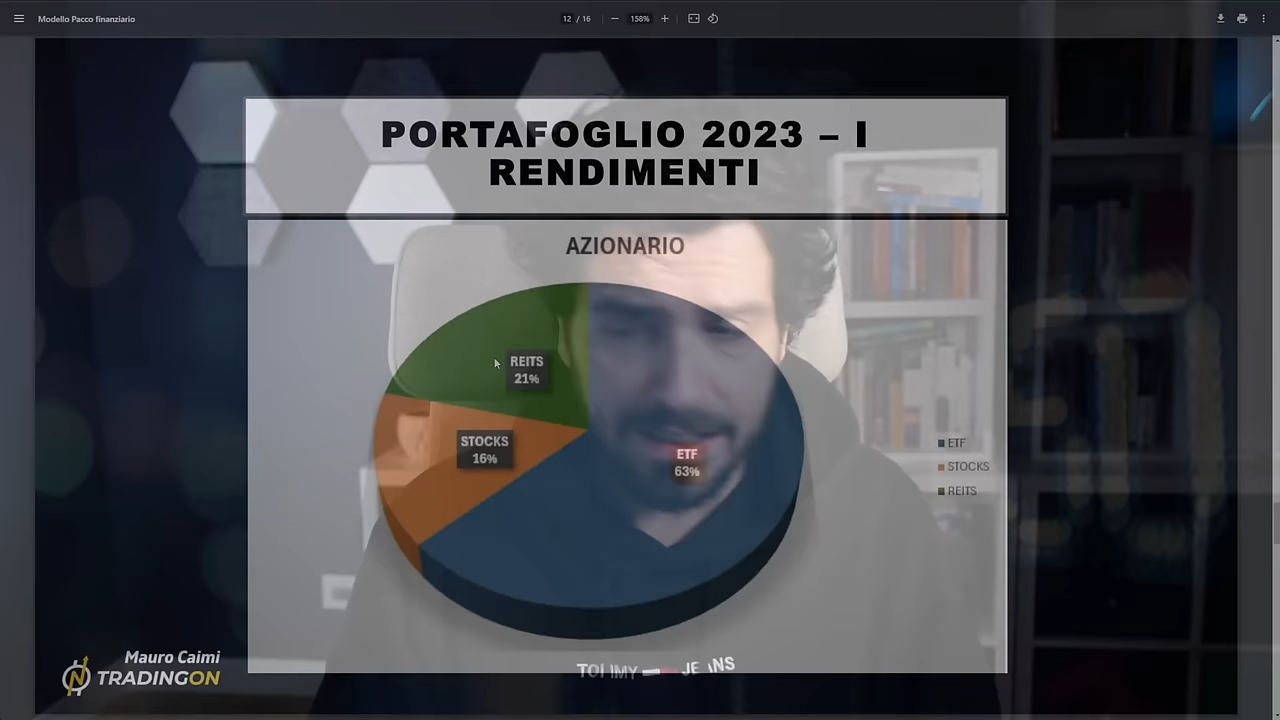 Modello Pacco finanziario
12 / 16
158%
PORTAFOGLIO 2023 – I
RENDIMENTI
AZIONARIO
REITS
21%
STOCKS
16%
ETF
63%
ETF
STOCKS
REITS
Mauro Caimi
TRADINGON
JEANS